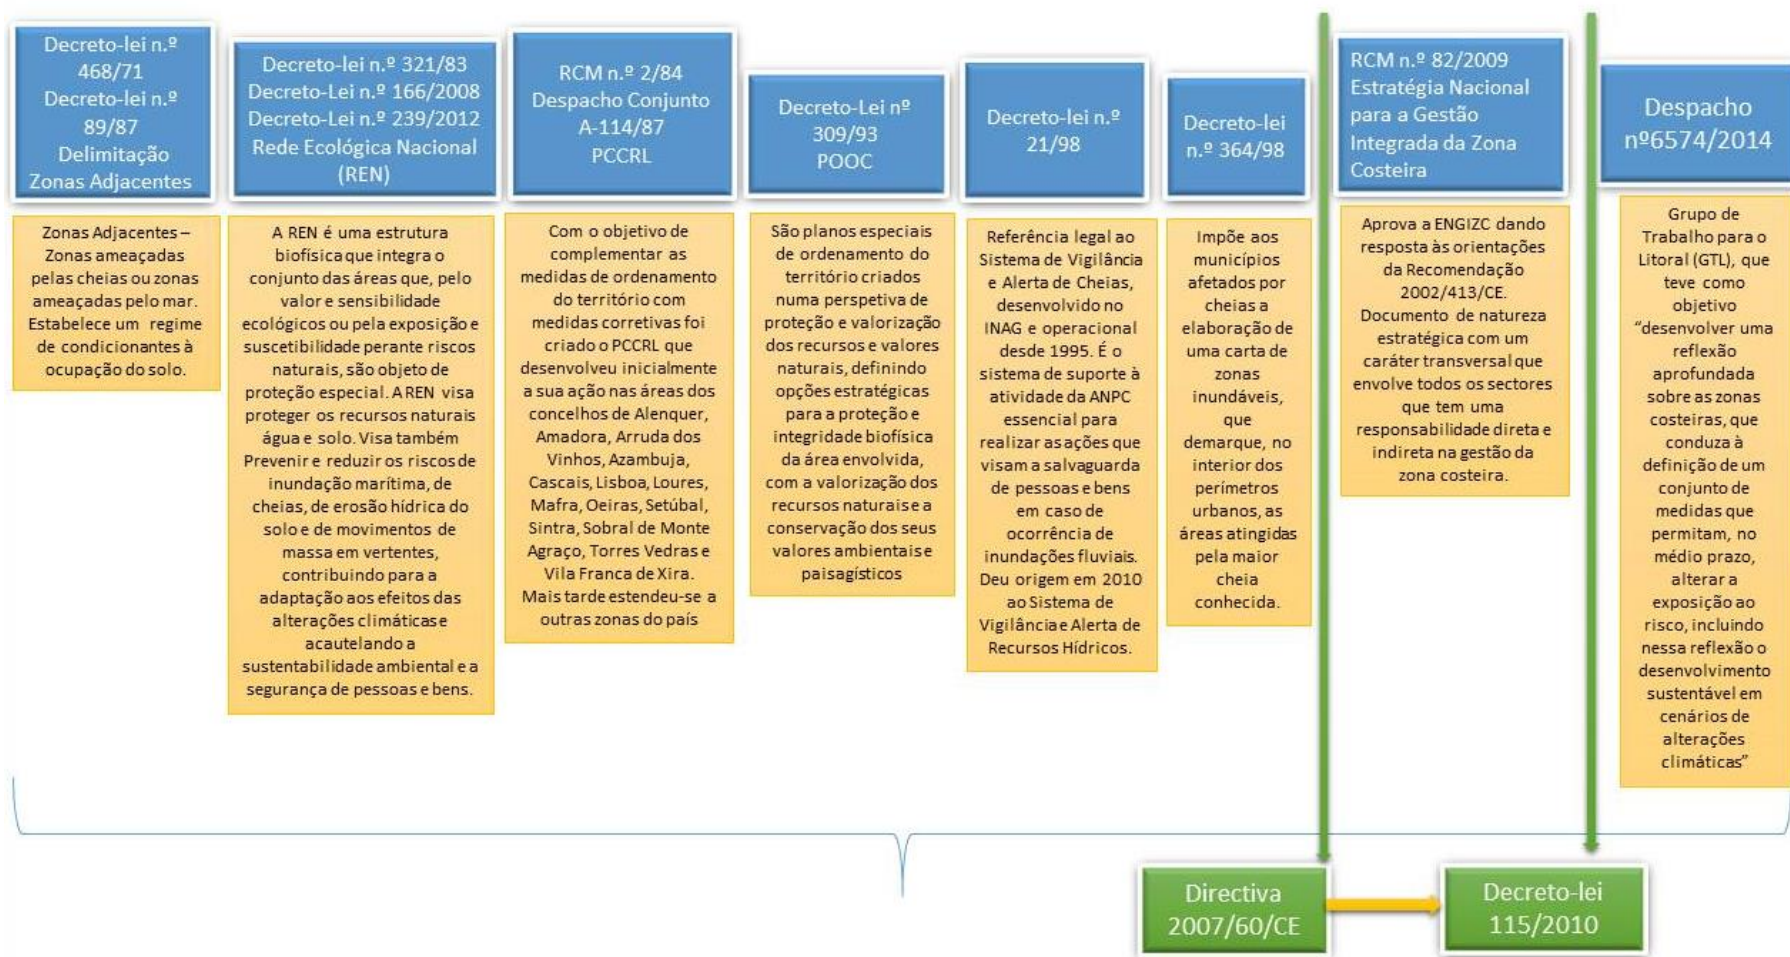 Decreto-lei n.º
468/71
Decreto-lei n.º
89/87
Delimitação
Zonas Adjacentes
Zonas Adjacentes –
Zonas ameaçadas
pelas cheias ou zonas
ameaçadas pelo mar.
Estabelece um regime
de condicionantes à
ocupação do solo.
Decreto-lei n.º 321/83
Decreto-Lei n.º 166/2008
Decreto-Lei n.º 239/2012
Rede Ecológica Nacional
(REN)
A REN é uma estrutura
biofísica que integra o
conjunto das áreas que, pelo
valor e sensibilidade
ecológicos ou pela exposição e
suscetibilidade perante riscos
naturais, são objeto de
proteção especial. A REN visa
proteger os recursos naturais
água e solo. Visa também
Prevenir e reduzir os riscos de
inundação marítima, de
cheias, de erosão hídrica do
solo e de movimentos de
massa em vertentes,
contribuindo para a
adaptação aos efeitos das
alterações climáticas e
acautelando a
sustentabilidade ambiental e a
segurança de pessoas e bens.
RCM n.º 2/84
Despacho Conjunto
A-114/87
PCCRL
Com o objetivo de
complementar as
medidas de ordenamento
do território com
medidas corretivas foi
criado o PCCRL que
desenvolveu inicialmente
a sua ação nas áreas dos
concelhos de Alenquer,
Amadora, Arruda dos
Vinhos, Azambuja,
Cascais, Lisboa, Loures,
Mafra, Oeiras, Setúbal,
Sintra, Sobral de Monte
Agraço, Torres Vedras e
Vila Franca de Xira.
Mais tarde estendeu-se a
outras zonas do país
Decreto-Lei nº
309/93
POOC
São planos especiais
de ordenamento do
território criados
numa perspetiva de
proteção e valorização
dos recursos e valores
naturais, definindo
opções estratégicas
para a proteção e
integridade biofísica
da área envolvida,
com a valorização dos
recursos naturais e a
conservação dos seus
valores ambientais e
paisagísticos
Decreto-lei n.º
21/98
Referência legal ao
Sistema de Vigilância
e Alerta de Cheias,
desenvolvido no
INAG e operacional
desde 1995. É o
sistema de suporte à
atividade da ANPC
essencial para
realizar as ações que
visam a salvaguarda
de pessoas e bens
em caso de
ocorrência de
inundações fluviais.
Deu origem em 2010
ao Sistema de
Vigilância e Alerta de
Recursos Hídricos.
Decreto-lei
n.º 364/98
Impõe aos
municípios
afetados por
cheias a
elaboração de
uma carta de
zonas
inundáveis,
que
demarque, no
interior dos
perímetros
urbanos, as
áreas atingidas
pela maior
cheia
conhecida.
RCM n.º 82/2009
Estratégia Nacional
para a Gestão
Integrada da Zona
Costeira
Aprova a ENGIZC dando
resposta às orientações
da Recomendação
2002/413/CE.
Documento de natureza
estratégica com um
caráter transversal que
envolve todos os sectores
que tem uma
responsabilidade direta e
indireta na gestão da
zona costeira.
Despacho
nº6574/2014
Grupo de
Trabalho para o
Litoral (GTL), que
teve como
objetivo
“desenvolver uma
reflexão
aprofundada
sobre as zonas
costeiras, que
conduza à
definição de um
conjunto de
medidas que
permitam, no
médio prazo,
alterar a
exposição ao
risco, incluindo
nessa reflexão o
desenvolvimento
sustentável em
cenários de
alterações
climáticas”
Directiva
2007/60/CE
Decreto-lei
115/2010